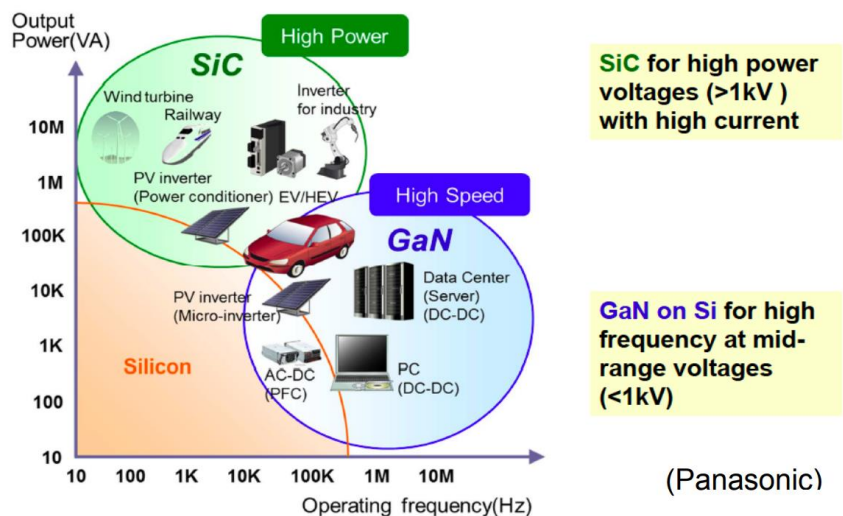 Output
Power(VA)
High Power
SiC
Wind turbine
Railway
Inverter
for industry
10M
PV inverter
(Power conditioner)
EV/HEV
1M
High Speed
100K
GaN
10K
PV inverter
(Micro-inverter)
Data Center
(Server)
(DC-DC)
1K
Silicon
AC-DC
(PFC)
PC
(DC-DC)
100
10
10 100 1K 10K 100K 1M 10M
Operating frequency(Hz)
SiC for high power
voltages (>1kV )
with high current
GaN on Si for high
frequency at mid-
range voltages
(<1kV)
(Panasonic)